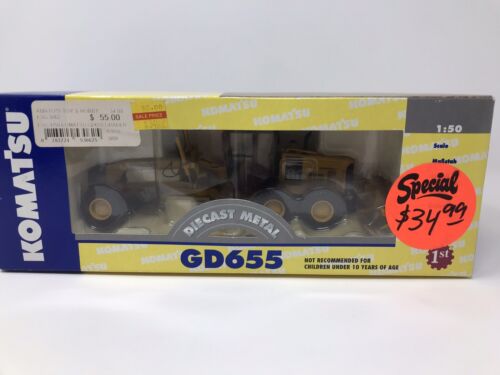 KOMATSU
$ 55.00
SALE PRICE
KOMATSU
1:50
Scale
Maßstab
Special
$34.99
DIECAST METAL
GD655
NOT RECOMMENDED FOR
CHILDREN UNDER 10 YEARS OF AGE
1st